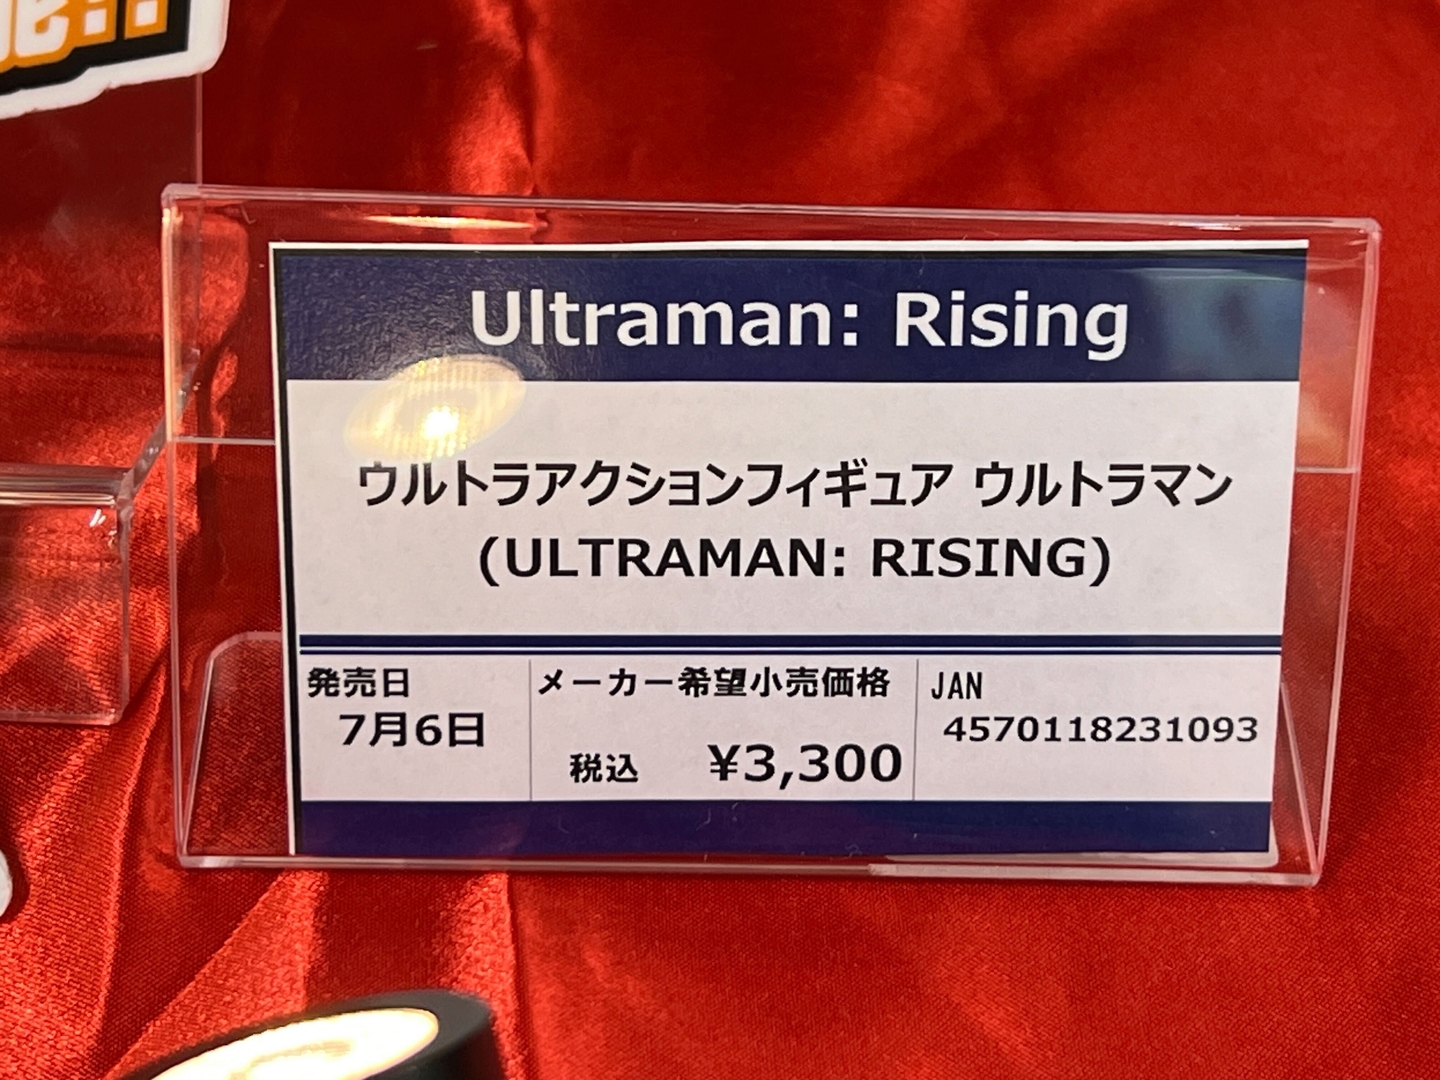 Ultraman: Rising
ウルトラアクションフィギュア ウルトラマン
(ULTRAMAN: RISING)
発売日
7月6日
メーカー希望小売価格
税込 ¥3,300
JAN
4570118231093